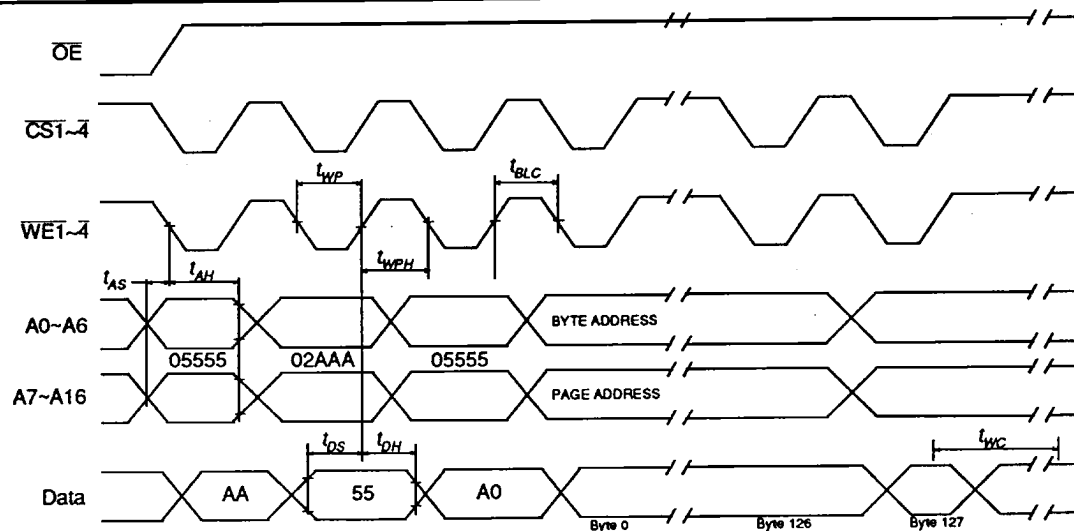 OE
CS1~4
tWP
tBLC
WE1~4
tWPH
tAS
tAH
A0~A6
BYTE ADDRESS
05555
02AAA
05555
A7~A16
PAGE ADDRESS
tWC
tDS
tDH
Data
AA
55
A0
Byte 0
Byte 126
Byte 127